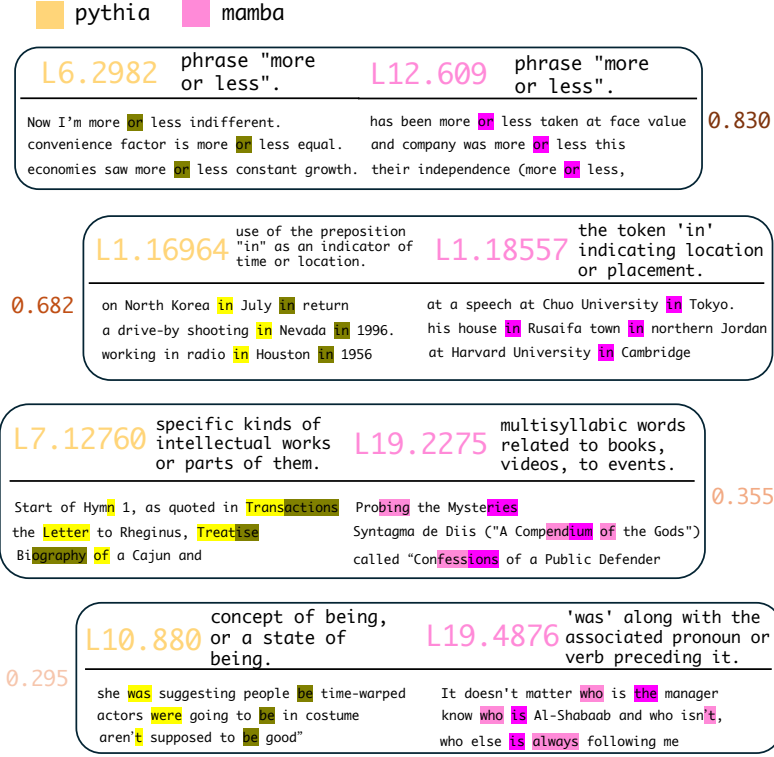 pythia mamba
L6.2982 phrase "more or less". L12.609 phrase "more or less".
Now I’m more or less indifferent. has been more or less taken at face value
convenience factor is more or less equal. and company was more or less this
economies saw more or less constant growth. their independence (more or less,
0.830
L1.16964 use of the preposition "in" as an indicator of time or location. L1.18557 the token 'in' indicating location or placement.
0.682
on North Korea in July in return at a speech at Chuo University in Tokyo.
a drive-by shooting in Nevada in 1996. his house in Rusaifa town in northern Jordan
working in radio in Houston in 1956 at Harvard University in Cambridge
L7.12760 specific kinds of intellectual works or parts of them. L19.2275 multisyllabic words related to books, videos, to events.
0.355
Start of Hymn 1, as quoted in Transactions Probing the Mysteries
the Letter to Rheginus, Treatise Syntagma de Diis ("A Compendium of the Gods")
Biography of a Cajun and called “Confessions of a Public Defender
L10.880 concept of being, or a state of being. L19.4876 'was' along with the associated pronoun or verb preceding it.
0.295
she was suggesting people be time-warped It doesn't matter who is the manager
actors were going to be in costume know who is Al-Shabaab and who isn’t,
aren’t supposed to be good” who else is always following me